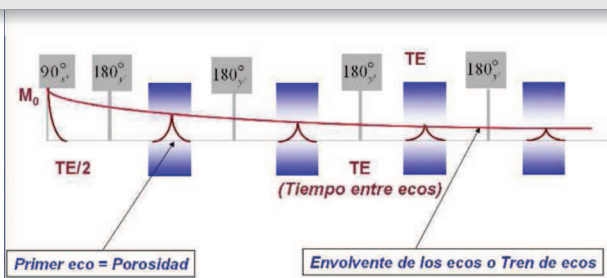 TE
90°x' 180°y' 180°y' 180°y' 180°y'
M₀
TE/2 TE
(Tiempo entre ecos)
Primer eco = Porosidad Envolvente de los ecos o Tren de ecos